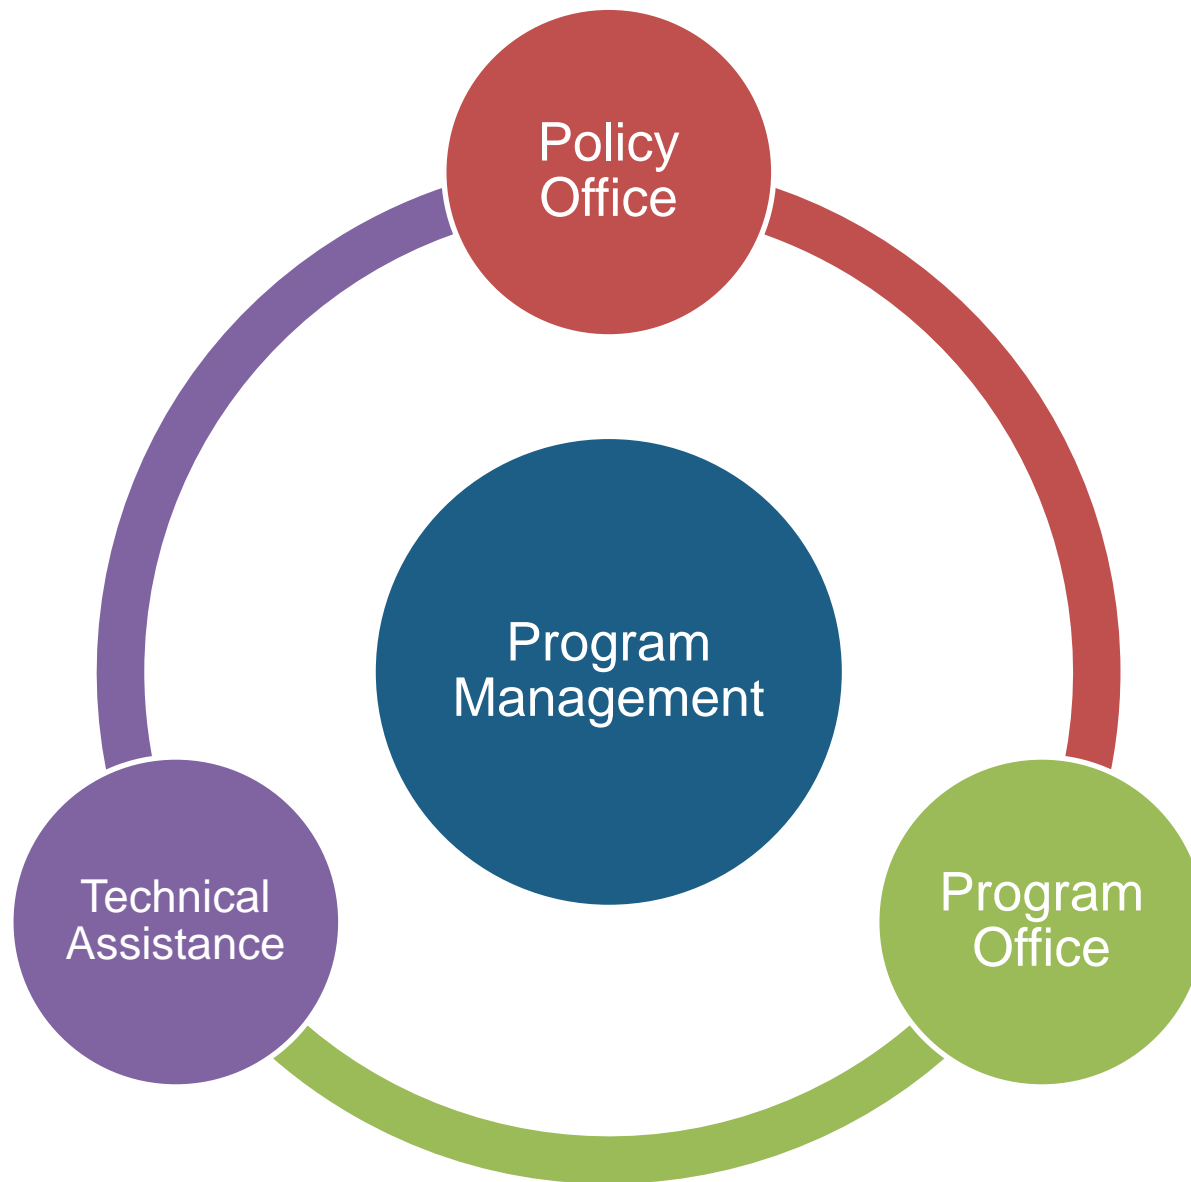 Policy
Office
Program
Management
Technical
Assistance
Program
Office